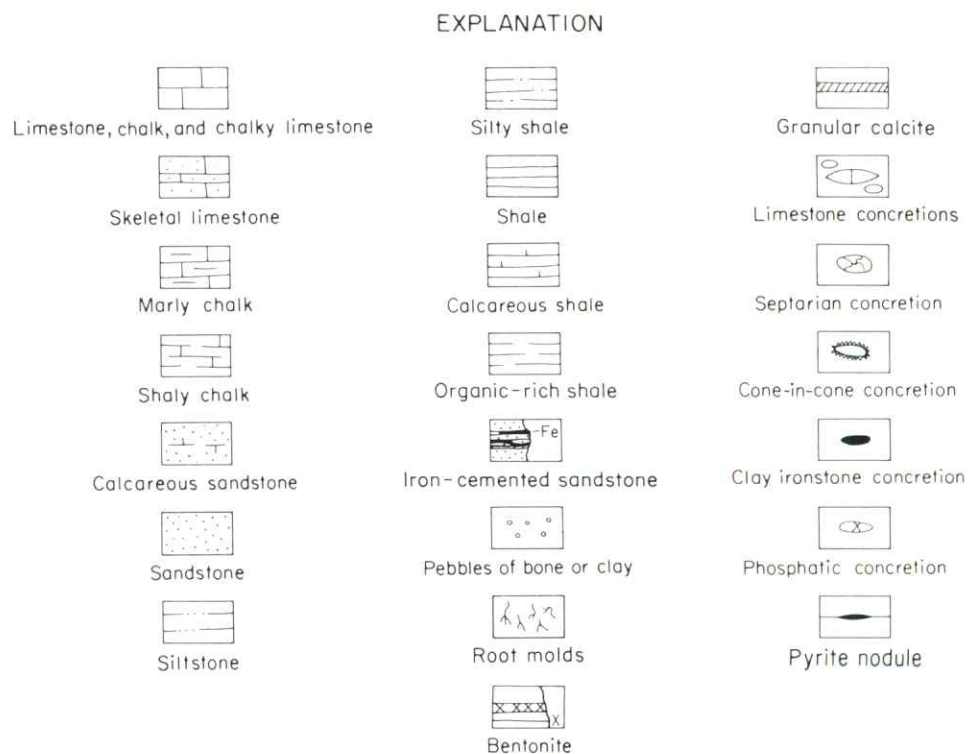 EXPLANATION
Limestone, chalk, and chalky limestone
Skeletal limestone
Marly chalk
Shaly chalk
Calcareous sandstone
Sandstone
Siltstone
Silty shale
Shale
Calcareous shale
Organic-rich shale
-Fe
Iron-cemented sandstone
Pebbles of bone or clay
Root molds
X
Bentonite
Granular calcite
Limestone concretions
Septarian concretion
Cone-in-cone concretion
Clay ironstone concretion
Phosphatic concretion
Pyrite nodule